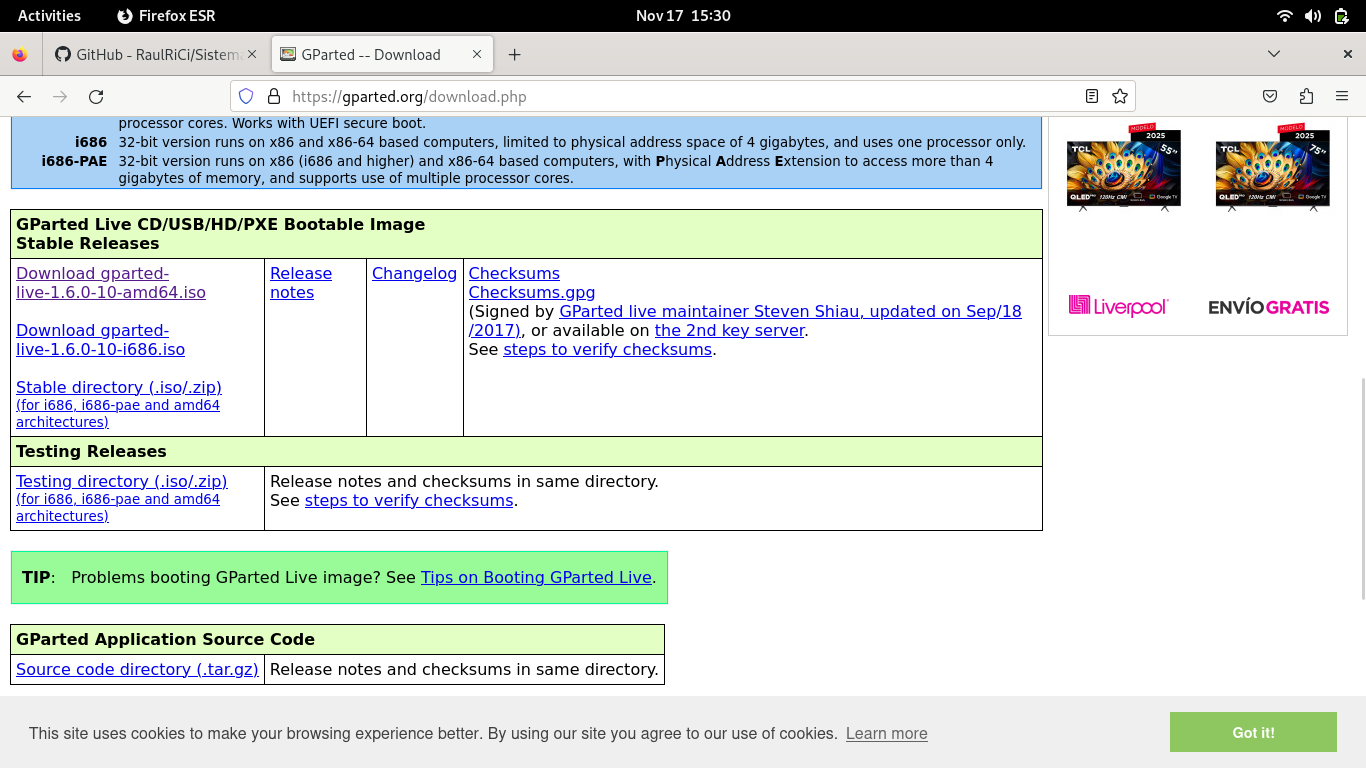 Activities
Firefox ESR
Nov 17 15:30
GitHub - RaulRiCi/Sistema
GParted -- Download
https://gparted.org/download.php
processor cores. Works with UEFI secure boot.
i686 32-bit version runs on x86 and x86-64 based computers, limited to physical address space of 4 gigabytes, and uses one processor only.
i686-PAE 32-bit version runs on x86 (i686 and higher) and x86-64 based computers, with Physical Address Extension to access more than 4
gigabytes of memory, and supports use of multiple processor cores.
GParted Live CD/USB/HD/PXE Bootable Image
Stable Releases
Download gparted-
live-1.6.0-10-amd64.iso
Download gparted-
live-1.6.0-10-i686.iso
Stable directory (.iso/.zip)
(for i686, i686-pae and amd64
architectures)
Release
notes
Changelog
Checksums
Checksums.gpg
(Signed by GParted live maintainer Steven Shiau, updated on Sep/18
/2017), or available on the 2nd key server.
See steps to verify checksums.
Testing Releases
Testing directory (.iso/.zip)
(for i686, i686-pae and amd64
architectures)
Release notes and checksums in same directory.
See steps to verify checksums.
TIP: Problems booting GParted Live image? See Tips on Booting GParted Live.
GParted Application Source Code
Source code directory (.tar.gz)
Release notes and checksums in same directory.
MODELO
2025
TCL
55"
QLED
120Hz
Google TV
MODELO
2025
TCL
75"
QLED
120Hz
Google TV
Liverpool
ENVÍO GRATIS
This site uses cookies to make your browsing experience better. By using our site you agree to our use of cookies. Learn more
Got it!